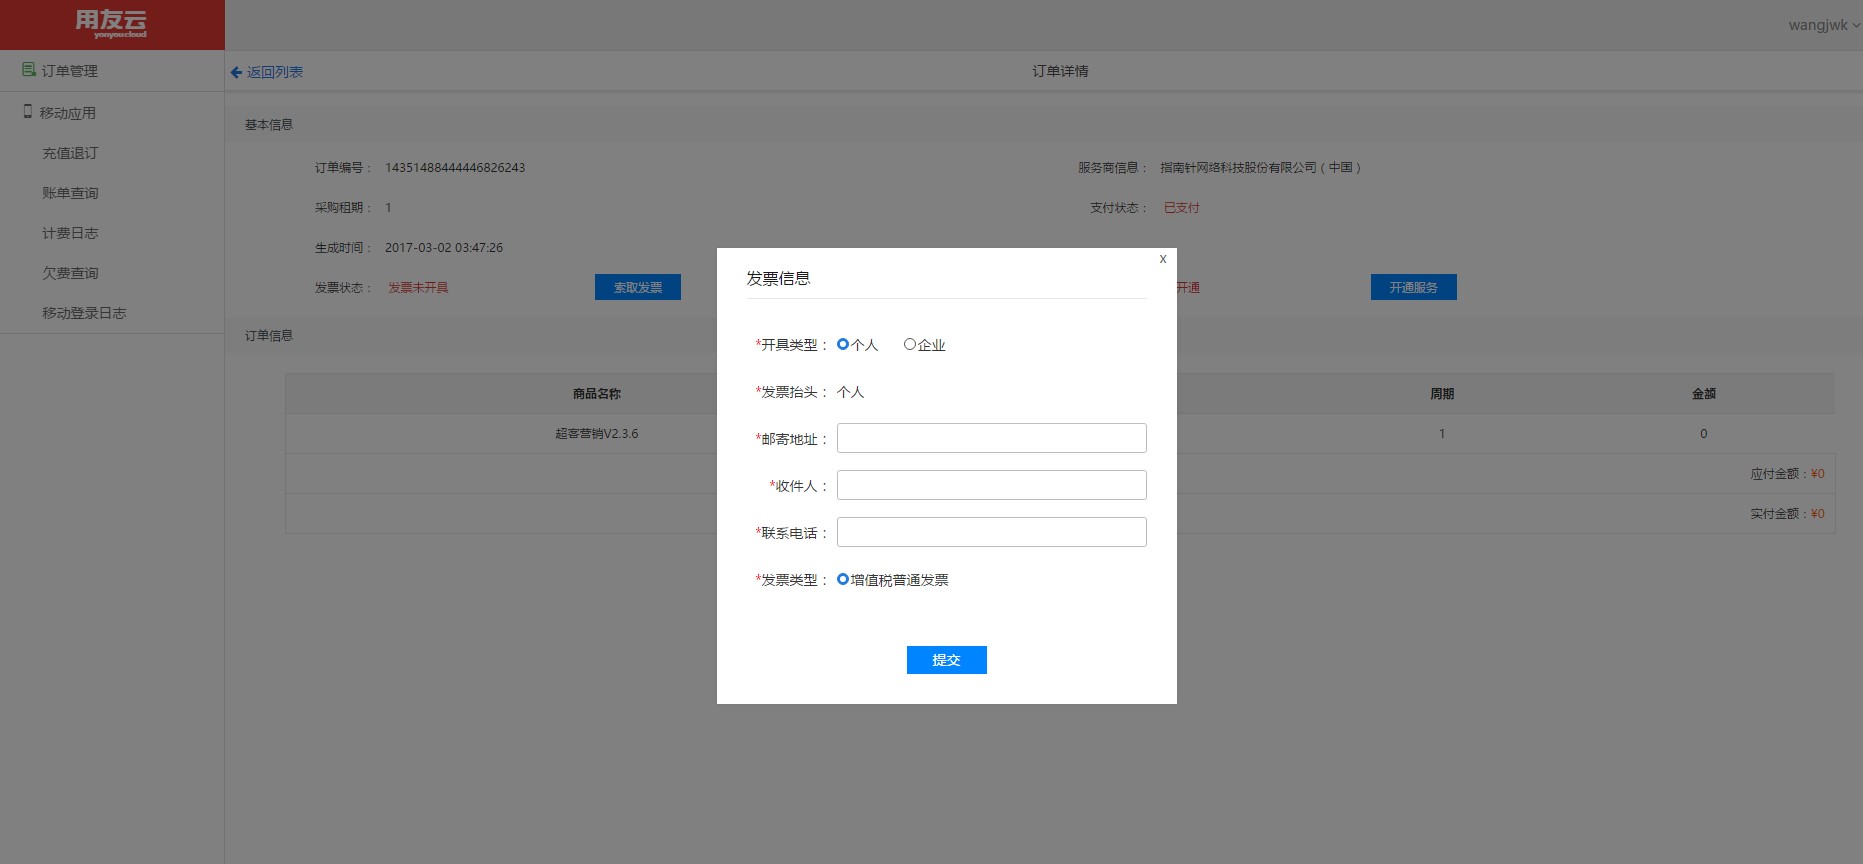 用友云
yonyoucloud
wangjwk
订单管理
移动应用
充值退订
账单查询
计费日志
欠费查询
移动登录日志
返回列表
订单详情
基本信息
订单编号： 14351488444446826243
服务商信息： 指南针网络科技股份有限公司（中国）
采购租期： 1
支付状态： 已支付
生成时间： 2017-03-02 03:47:26
发票状态： 发票未开具
索取发票
开通
开通服务
订单信息
商品名称
周期
金额
超客营销V2.3.6
1
0
应付金额：¥0
实付金额：¥0
x
发票信息
*开具类型： 个人 企业
*发票抬头： 个人
*邮寄地址：
*收件人：
*联系电话：
*发票类型： 增值税普通发票
提交